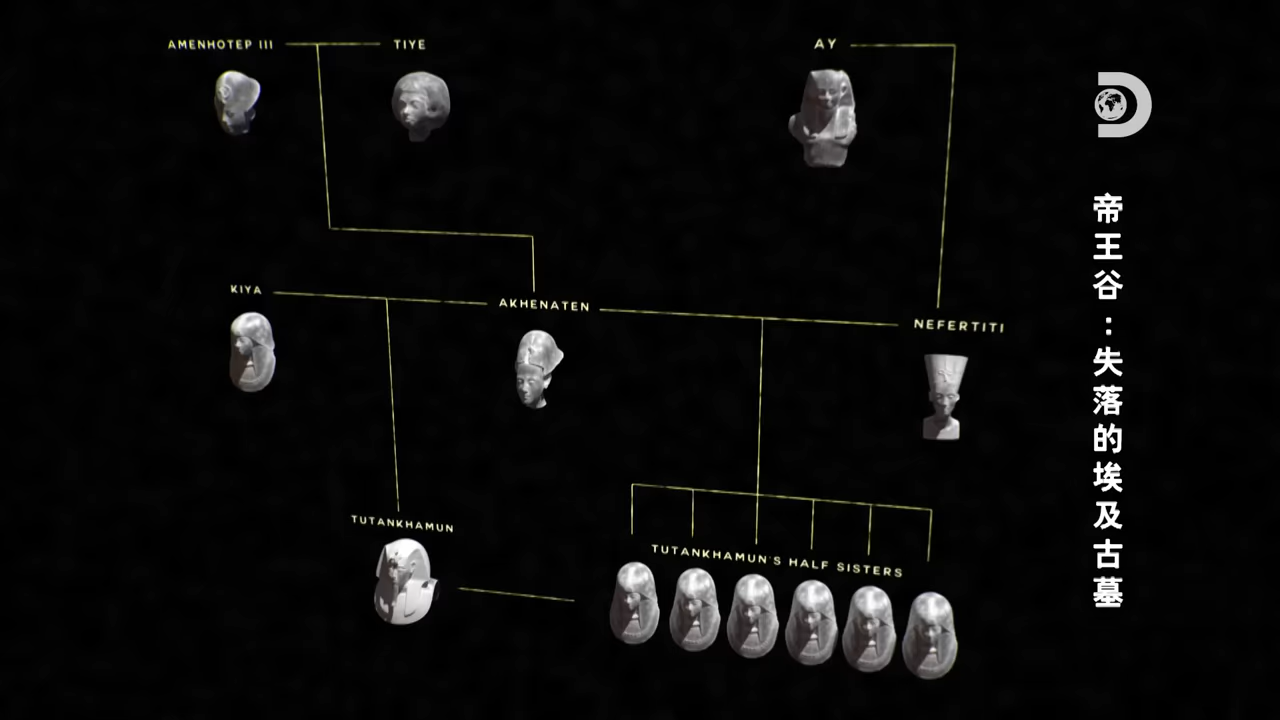 AMENHOTEP III
TIYE
AY
KIYA
AKHENATEN
NEFERTITI
TUTANKHAMUN
TUTANKHAMUN'S HALF SISTERS
帝王谷：失落的埃及古墓